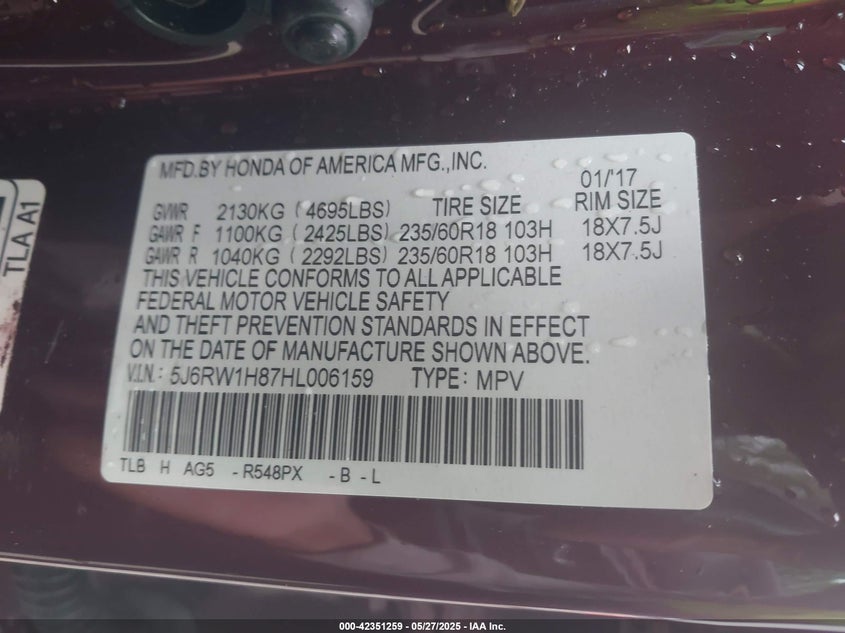 MFD.BY HONDA OF AMERICA MFG.,INC.
01/'17
GVWR 2130KG (4695LBS) TIRE SIZE RIM SIZE
GAWR F 1100KG (2425LBS) 235/60R18 103H 18X7.5J
GAWR R 1040KG (2292LBS) 235/60R18 103H 18X7.5J
THIS VEHICLE CONFORMS TO ALL APPLICABLE
FEDERAL MOTOR VEHICLE SAFETY
AND THEFT PREVENTION STANDARDS IN EFFECT
ON THE DATE OF MANUFACTURE SHOWN ABOVE.
V.I.N.: 5J6RW1H87HL006159 TYPE: MPV
TLB H AG5 -R548PX -B -L
TLA A1
000-42351259 - 05/27/2025 - IAA Inc.